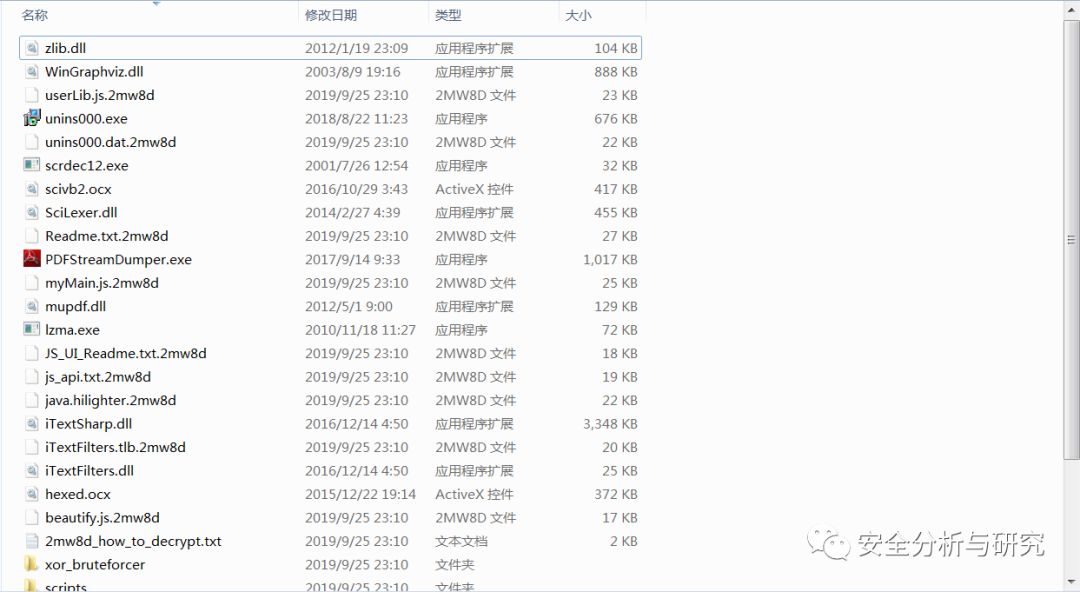 名称 修改日期 类型 大小
zlib.dll 2012/1/19 23:09 应用程序扩展 104 KB
WinGraphviz.dll 2003/8/9 19:16 应用程序扩展 888 KB
userLib.js.2mw8d 2019/9/25 23:10 2MW8D 文件 23 KB
unins000.exe 2018/8/22 11:23 应用程序 676 KB
unins000.dat.2mw8d 2019/9/25 23:10 2MW8D 文件 22 KB
scrdec12.exe 2001/7/26 12:54 应用程序 32 KB
scivb2.ocx 2016/10/29 3:43 ActiveX 控件 417 KB
SciLexer.dll 2014/2/27 4:39 应用程序扩展 455 KB
Readme.txt.2mw8d 2019/9/25 23:10 2MW8D 文件 27 KB
PDFStreamDumper.exe 2017/9/14 9:33 应用程序 1,017 KB
myMain.js.2mw8d 2019/9/25 23:10 2MW8D 文件 25 KB
mupdf.dll 2012/5/1 9:00 应用程序扩展 129 KB
lzma.exe 2010/11/18 11:27 应用程序 72 KB
JS_UI_Readme.txt.2mw8d 2019/9/25 23:10 2MW8D 文件 18 KB
js_api.txt.2mw8d 2019/9/25 23:10 2MW8D 文件 19 KB
java.hilighter.2mw8d 2019/9/25 23:10 2MW8D 文件 22 KB
iTextSharp.dll 2016/12/14 4:50 应用程序扩展 3,348 KB
iTextFilters.tlb.2mw8d 2019/9/25 23:10 2MW8D 文件 20 KB
iTextFilters.dll 2016/12/14 4:50 应用程序扩展 25 KB
hexed.ocx 2015/12/22 19:14 ActiveX 控件 372 KB
beautify.js.2mw8d 2019/9/25 23:10 2MW8D 文件 17 KB
2mw8d_how_to_decrypt.txt 2019/9/25 23:10 文本文档 2 KB
xor_bruteforcer 2019/9/25 23:10 文件夹
scripts 2019/9/25 23:10 文件夹
安全分析与研究